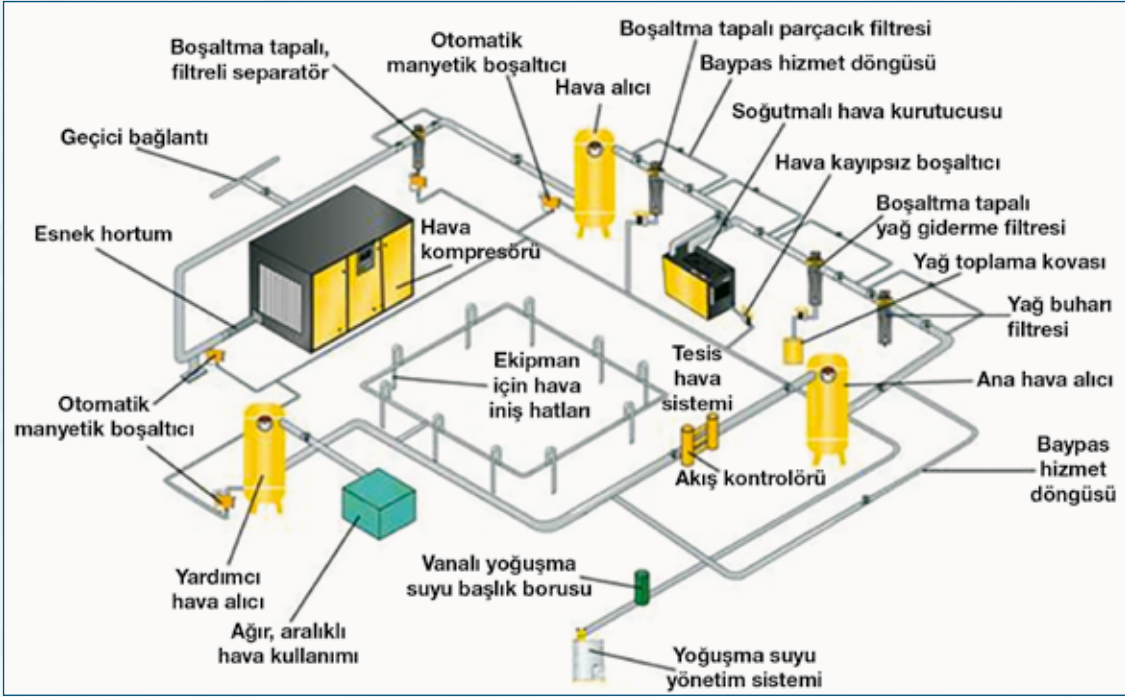 Boşaltma tapalı,
filtreli separatör
Otomatik
manyetik boşaltıcı
Boşaltma tapalı parçacık filtresi
Baypas hizmet döngüsü
Hava alıcı
Soğutmalı hava kurutucusu
Geçici bağlantı
Hava kayıpsız boşaltıcı
Boşaltma tapalı
yağ giderme filtresi
Esnek hortum
Hava
kompresörü
Yağ toplama kovası
Yağ buharı
filtresi
Ekipman
için hava
iniş hatları
Tesis
hava
sistemi
Ana hava alıcı
Otomatik
manyetik boşaltıcı
Akış kontrolörü
Baypas
hizmet
döngüsü
Yardımcı
hava alıcı
Vanalı yoğuşma
suyu başlık borusu
Ağır, aralıklı
hava kullanımı
Yoğuşma suyu
yönetim sistemi